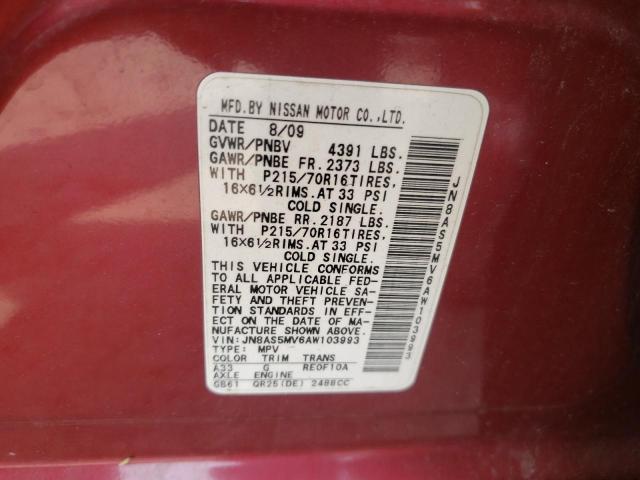 MFD.BY NISSAN MOTOR CO.,LTD.
DATE 8/09
GVWR/PNBV 4391 LBS.
GAWR/PNBE FR. 2373 LBS.
WITH P215/70R16TIRES,
16×6½RIMS.AT 33 PSI
COLD SINGLE.
GAWR/PNBE RR. 2187 LBS.
WITH P215/70R16TIRES,
16×6½RIMS.AT 33 PSI
COLD SINGLE.
THIS VEHICLE CONFORMS
TO ALL APPLICABLE FED-
ERAL MOTOR VEHICLE SA-
FETY AND THEFT PREVEN-
TION STANDARDS IN EFF-
ECT ON THE DATE OF MA-
NUFACTURE SHOWN ABOVE.
VIN: JN8AS5MV6AW103993
TYPE: MPV
COLOR TRIM TRANS
A33 G RE0F10A
AXLE ENGINE
GB61 QR25(DE) 2488CC
JN8AS5MV6AW103993